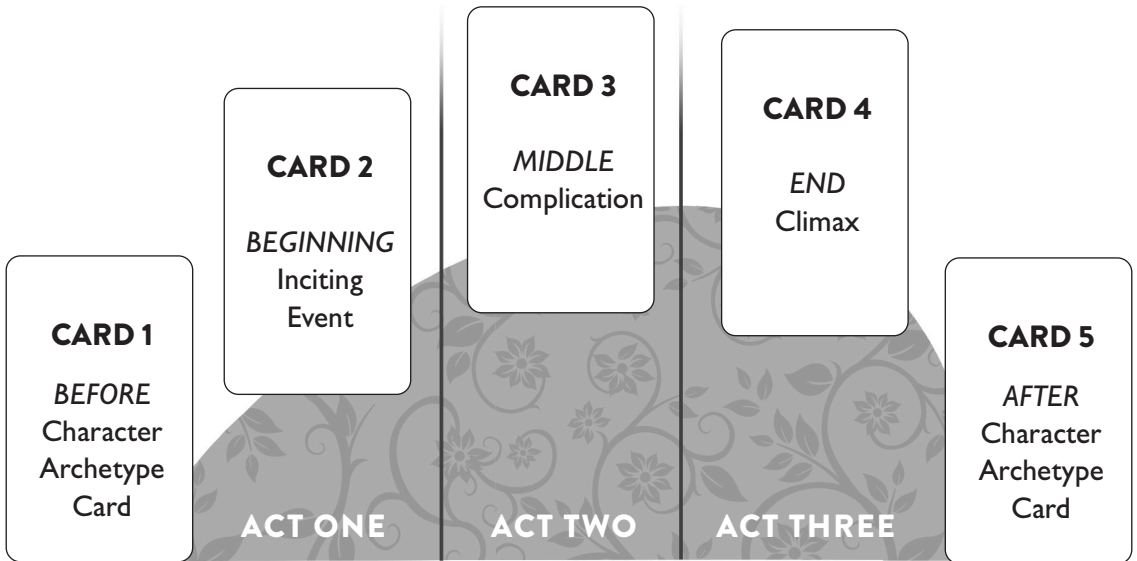 CARD 1
BEFORE
Character
Archetype
Card
CARD 2
BEGINNING
Inciting
Event
CARD 3
MIDDLE
Complication
CARD 4
END
Climax
CARD 5
AFTER
Character
Archetype
Card
ACT ONE
ACT TWO
ACT THREE